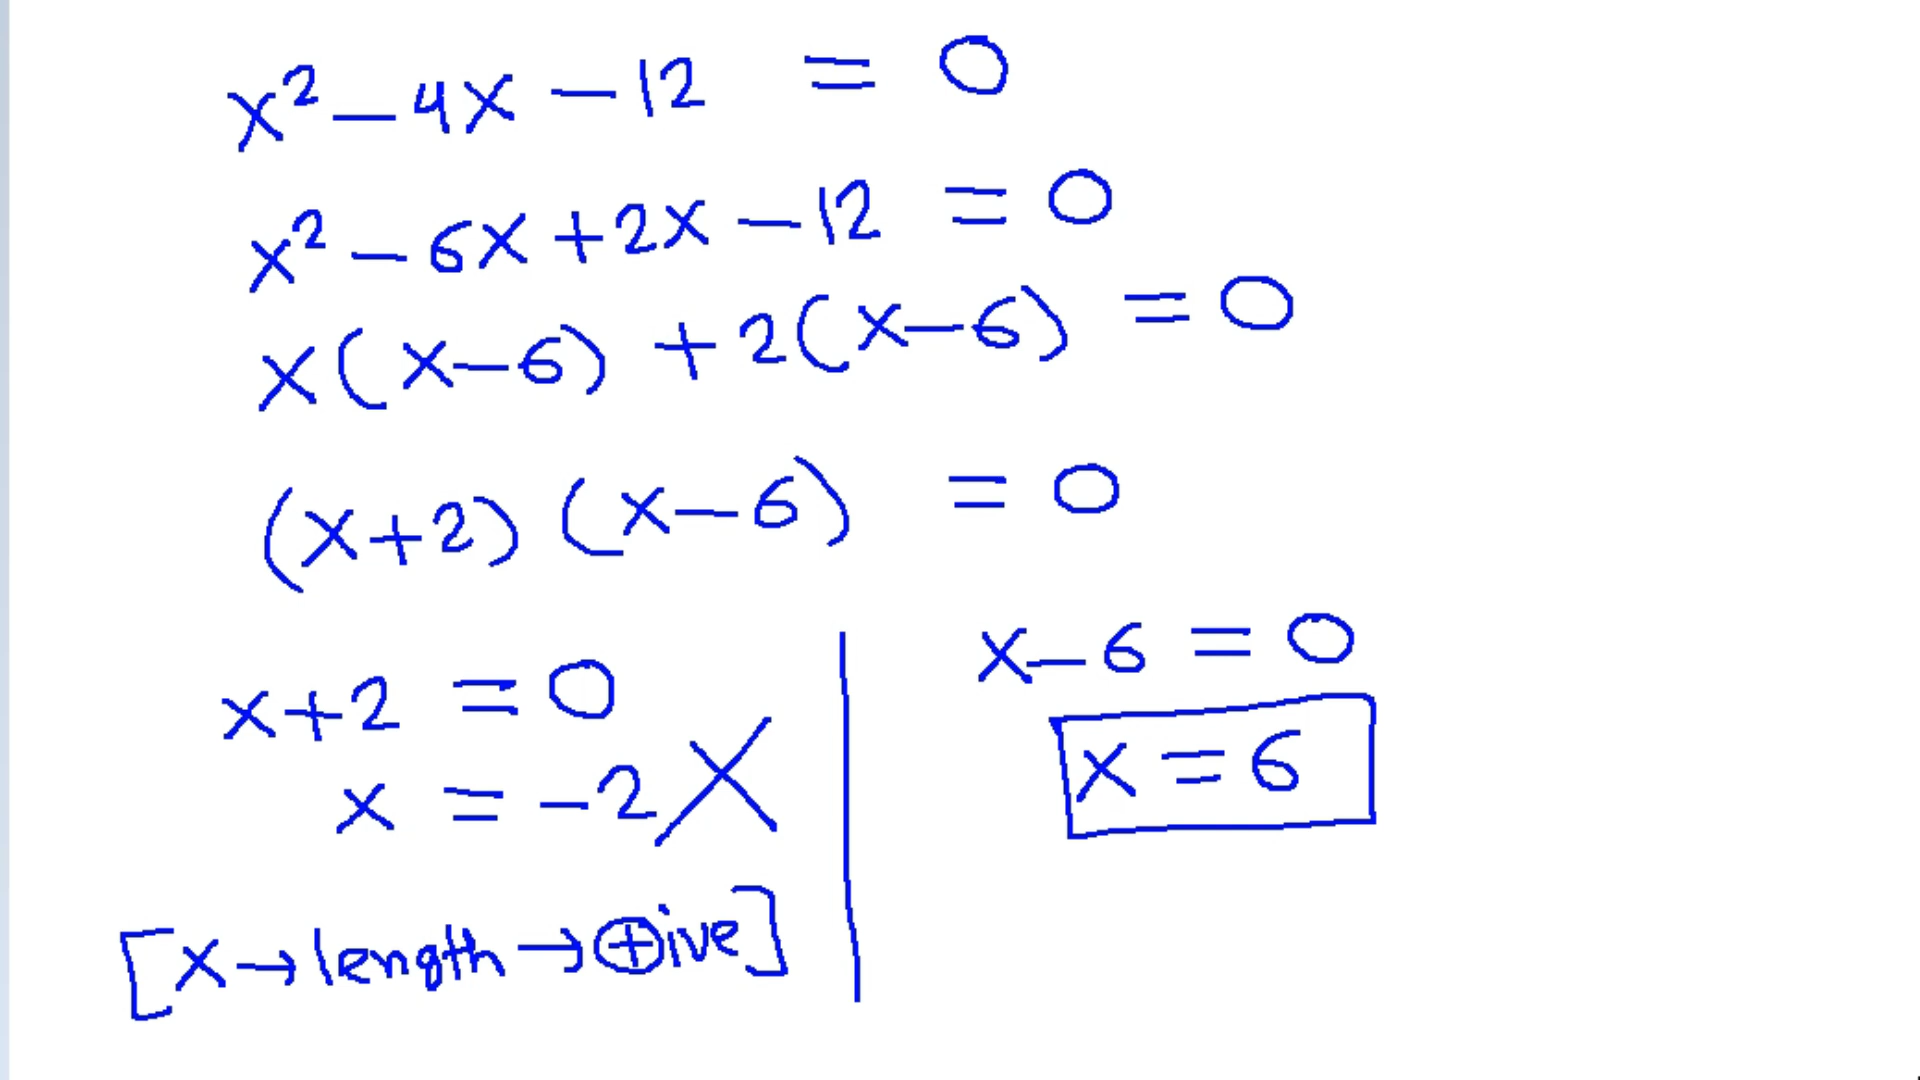 x² - 4x - 12 = 0
x² - 6x + 2x - 12 = 0
x(x-6) + 2(x-6) = 0
(x+2) (x-6) = 0
x+2 = 0
x = -2 X
[x → length → ⊕ive]
x-6 = 0
x = 6